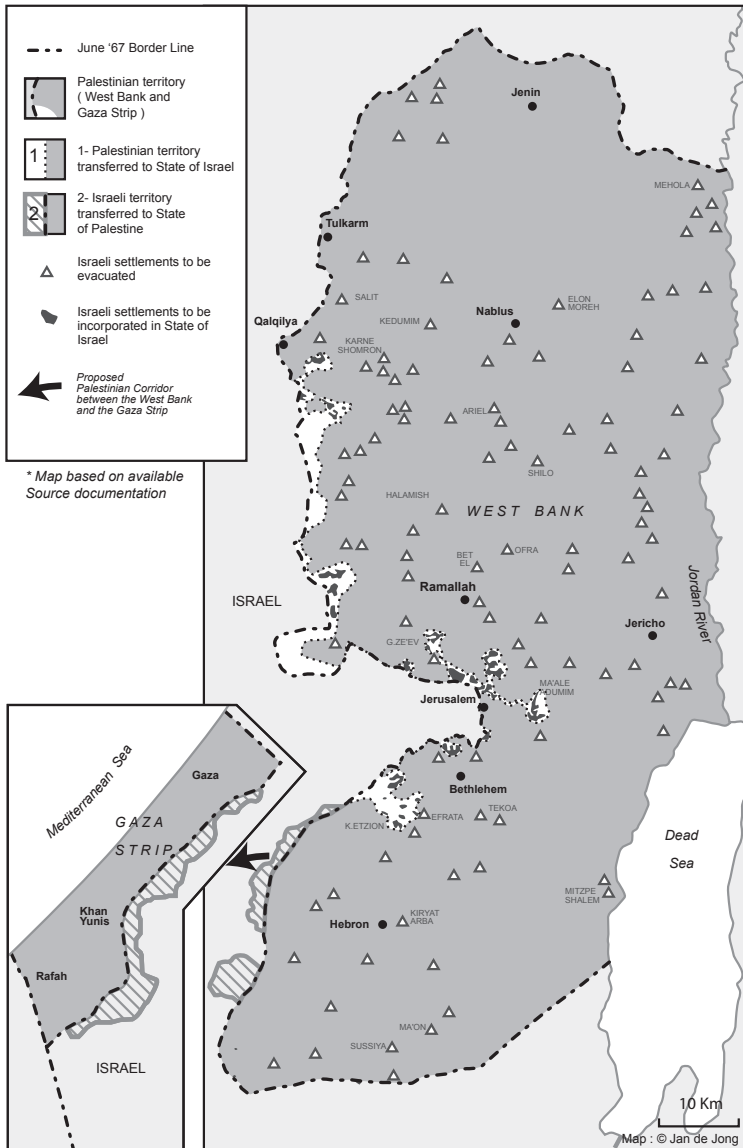 June '67 Border Line
Palestinian territory
( West Bank and
Gaza Strip )
1
1- Palestinian territory
transferred to State of Israel
2
2- Israeli territory
transferred to State
of Palestine
Israeli settlements to be
evacuated
Israeli settlements to be
incorporated in State of
Israel
Proposed
Palestinian Corridor
between the West Bank
and the Gaza Strip
* Map based on available
Source documentation
Jenin
MEHOLA
Tulkarm
SALIT
ELON
MOREH
Nablus
KEDUMIM
Qalqilya
KARNE
SHOMRON
ARIEL
SHILO
HALAMISH
WEST BANK
OFRA
BET
EL
Ramallah
ISRAEL
Jordan River
Jericho
G.ZE'EV
MA'ALE
ADUMIM
Jerusalem
Bethlehem
TEKOA
EFRATA
K.ETZION
Dead
Sea
MITZPE
SHALEM
KIRYAT
ARBA
Hebron
MA'ON
SUSSIYA
Mediterranean Sea
Gaza
GAZA
STRIP
Khan
Yunis
Rafah
ISRAEL
10 Km
Map : © Jan de Jong